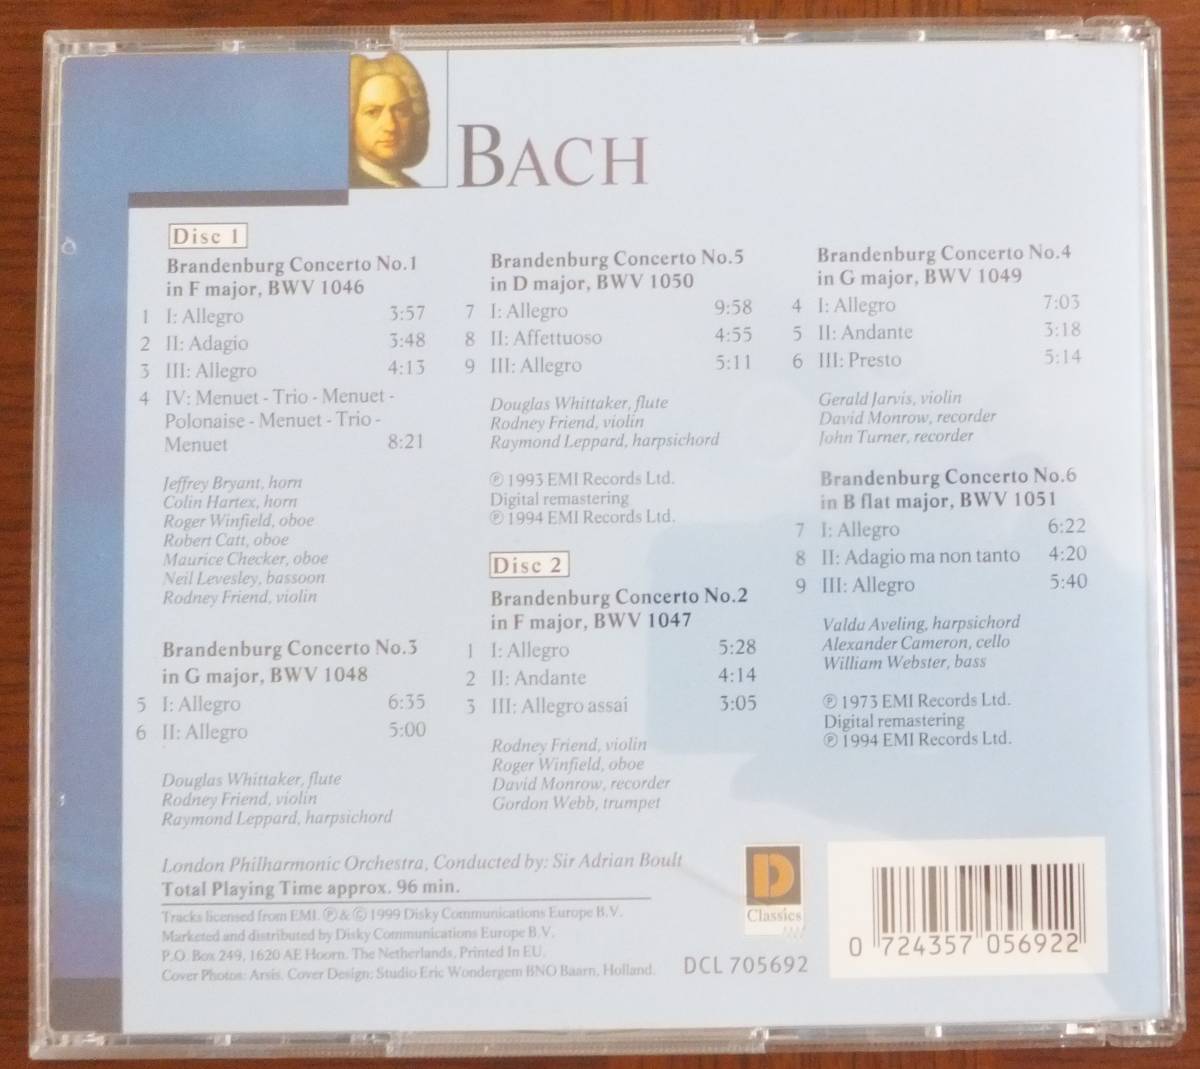 BACH
Disc 1
Brandenburg Concerto No.1
in F major, BWV 1046
1 I: Allegro 3:57
2 II: Adagio 3:48
3 III: Allegro 4:13
4 IV: Menuet - Trio - Menuet -
Polonaise - Menuet - Trio -
Menuet 8:21
Jeffrey Bryant, horn
Colin Hartex, horn
Roger Winfield, oboe
Robert Catt, oboe
Maurice Checker, oboe
Neil Levesley, bassoon
Rodney Friend, violin
Brandenburg Concerto No.3
in G major, BWV 1048
5 I: Allegro 6:35
6 II: Allegro 5:00
Douglas Whittaker, flute
Rodney Friend, violin
Raymond Leppard, harpsichord
Brandenburg Concerto No.5
in D major, BWV 1050
7 I: Allegro 9:58
8 II: Affettuoso 4:55
9 III: Allegro 5:11
Douglas Whittaker, flute
Rodney Friend, violin
Raymond Leppard, harpsichord
℗ 1993 EMI Records Ltd.
Digital remastering
℗ 1994 EMI Records Ltd.
Disc 2
Brandenburg Concerto No.2
in F major, BWV 1047
1 I: Allegro 5:28
2 II: Andante 4:14
3 III: Allegro assai 3:05
Rodney Friend, violin
Roger Winfield, oboe
David Monrow, recorder
Gordon Webb, trumpet
Brandenburg Concerto No.4
in G major, BWV 1049
4 I: Allegro 7:03
5 II: Andante 3:18
6 III: Presto 5:14
Gerald Jarvis, violin
David Monrow, recorder
John Turner, recorder
Brandenburg Concerto No.6
in B flat major, BWV 1051
7 I: Allegro 6:22
8 II: Adagio ma non tanto 4:20
9 III: Allegro 5:40
Valda Aveling, harpsichord
Alexander Cameron, cello
William Webster, bass
℗ 1973 EMI Records Ltd.
Digital remastering
℗ 1994 EMI Records Ltd.
London Philharmonic Orchestra, Conducted by: Sir Adrian Boult
Total Playing Time approx. 96 min.
Tracks licensed from EMI. ℗ & © 1999 Disky Communications Europe B.V.
Marketed and distributed by Disky Communications Europe B.V.
P.O. Box 249, 1620 AE Hoorn. The Netherlands, Printed in EU.
Cover Photos: Arsis. Cover Design: Studio Eric Wondergem BNO Baarn, Holland.
DCL 705692
D
Classics
0 724357 056922